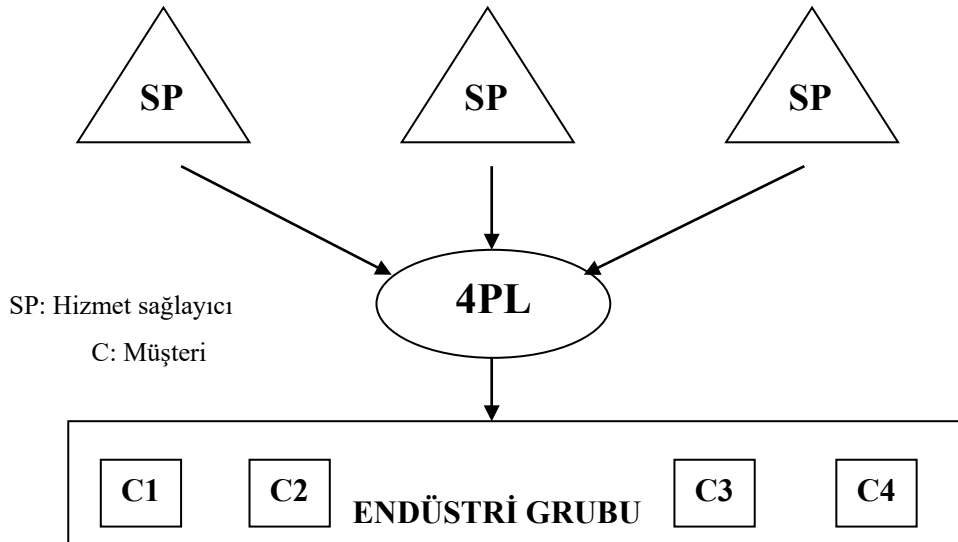 SP SP SP
4PL
SP: Hizmet sağlayıcı
C: Müşteri
C1 C2 C3 C4
ENDÜSTRİ GRUBU